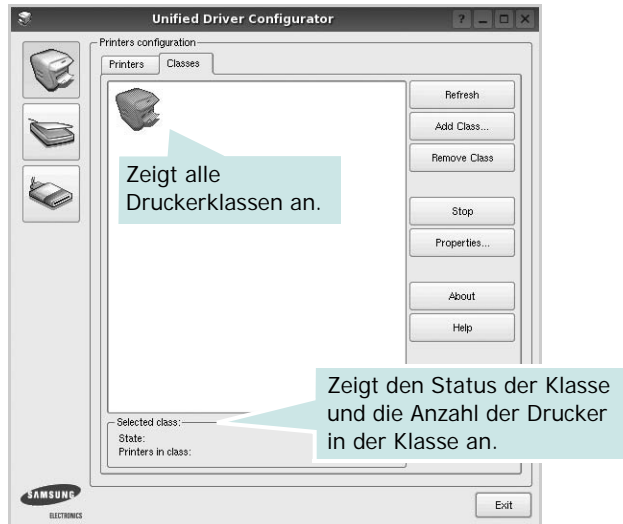 Unified Driver Configurator
Printers configuration
Printers
Classes
Refresh
Add Class...
Remove Class
Zeigt alle
Druckerklassen an.
Stop
Properties...
About
Help
Zeigt den Status der Klasse
und die Anzahl der Drucker
in der Klasse an.
Selected class:
State:
Printers in class:
SAMSUNG
ELECTRONICS
Exit